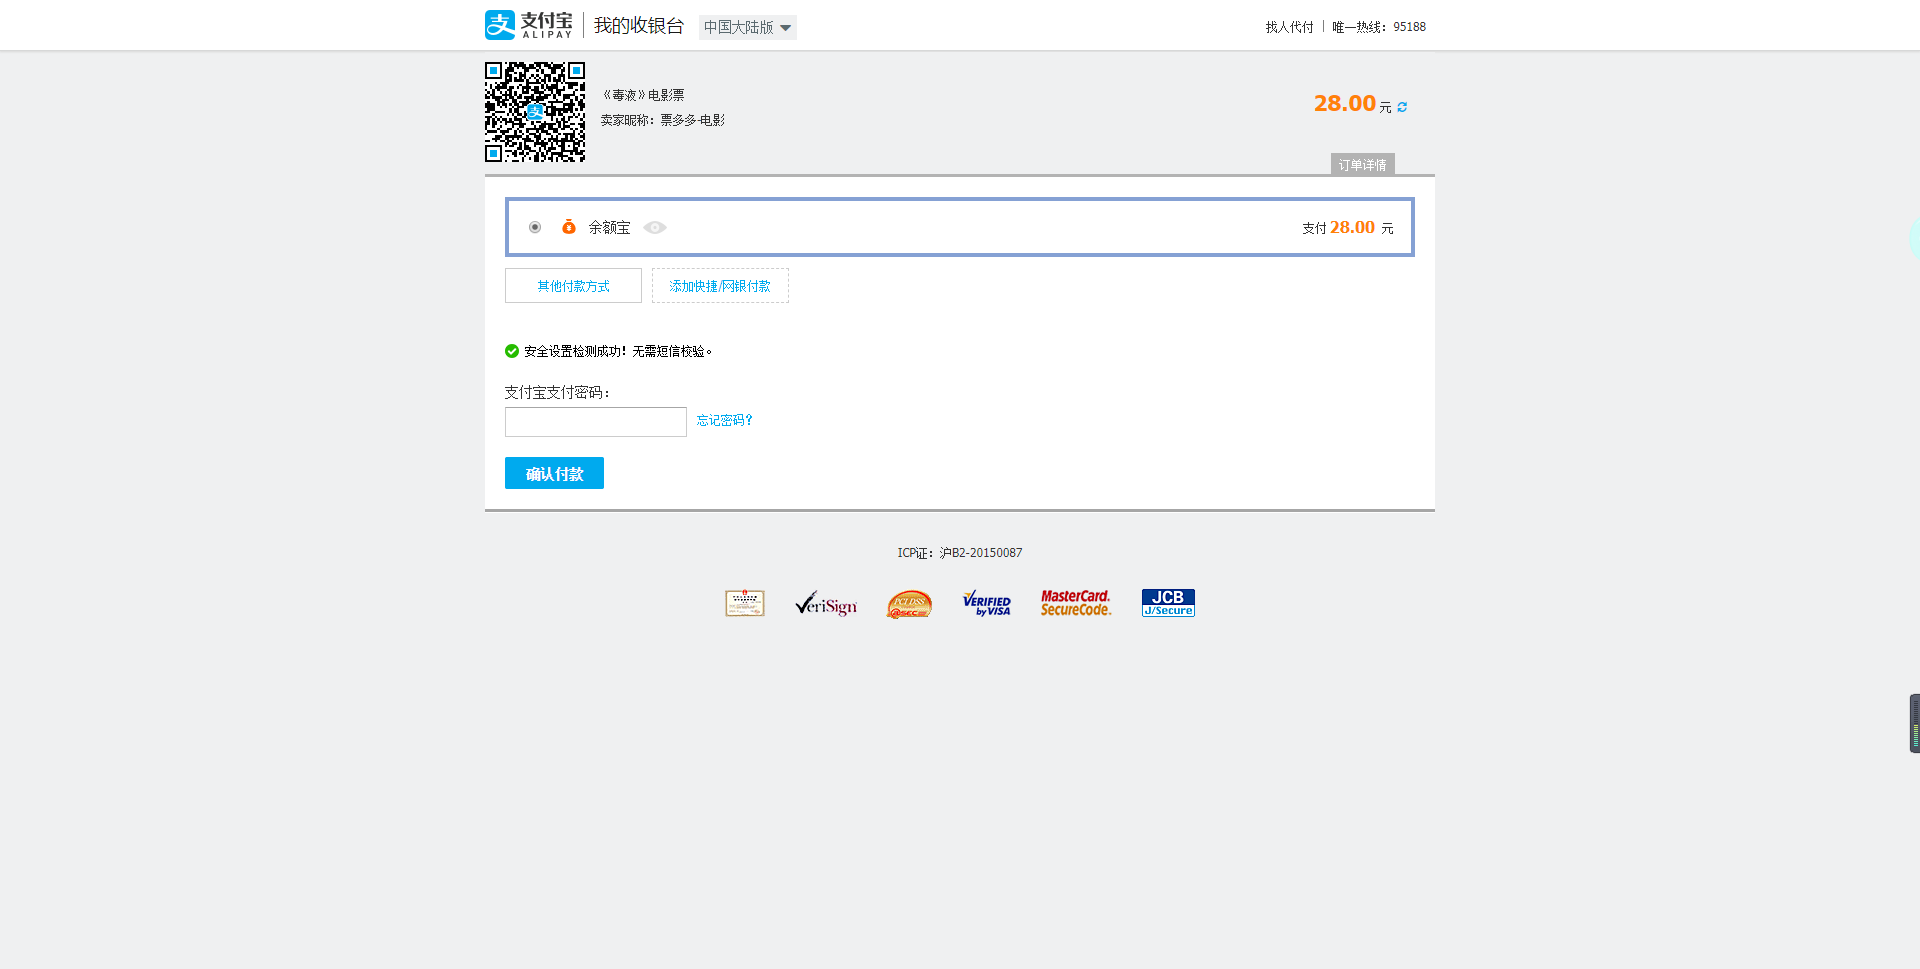 支付宝 ALIPAY 我的收银台 中国大陆版 找人代付 唯一热线：95188
《毒液》电影票
卖家昵称：票多多-电影
28.00 元
订单详情
余额宝 支付 28.00 元
其他付款方式 添加快捷/网银付款
安全设置检测成功！无需短信校验。
支付宝支付密码：
忘记密码？
确认付款
ICP证：沪B2-20150087
VeriSign PCI DSS @SEC VERIFIED by VISA MasterCard. SecureCode. JCB J/Secure